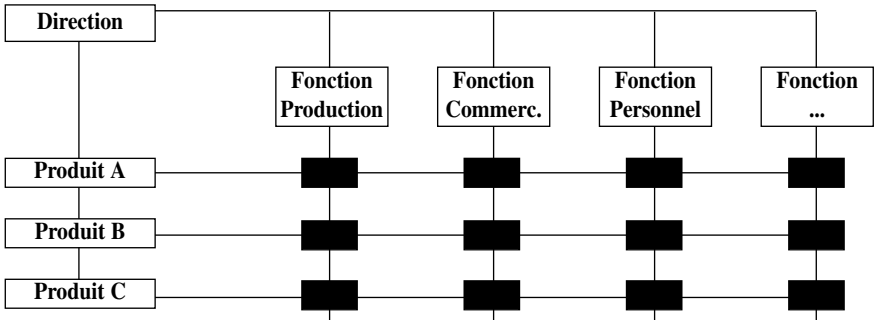 Direction
Fonction
Production
Fonction
Commerc.
Fonction
Personnel
Fonction
...
Produit A
Produit B
Produit C